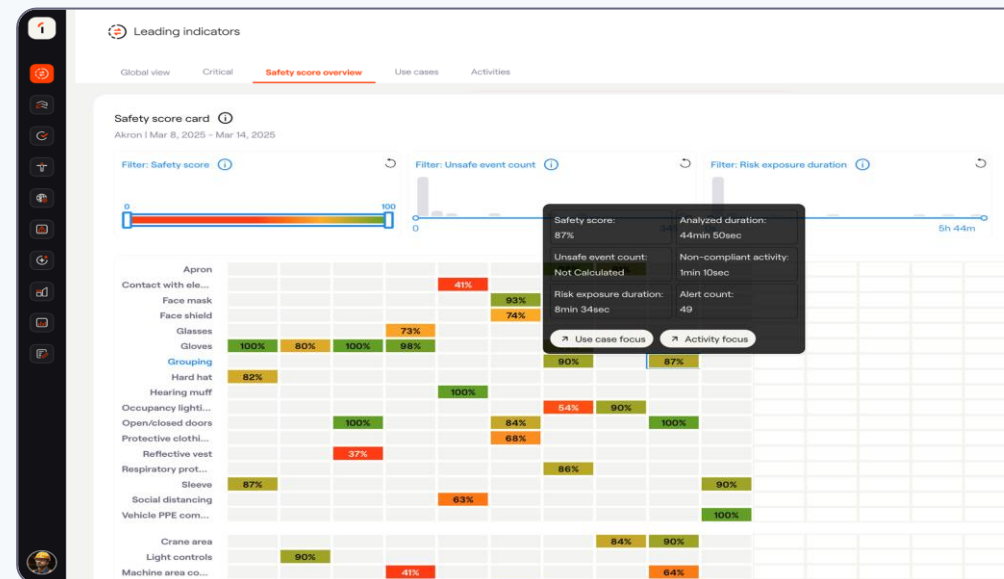 1
Leading indicators
Global view Critical Safety score overview Use cases Activities
Safety score card
Akron | Mar 8, 2025 - Mar 14, 2025
Filter: Safety score
0 100
Filter: Unsafe event count
0
Filter: Risk exposure duration
5h 44m
Safety score:
87%
Analyzed duration:
44min 50sec
Unsafe event count:
Not Calculated
Non-compliant activity:
1min 10sec
Risk exposure duration:
8min 34sec
Alert count:
49
Use case focus Activity focus
Apron
Contact with ele... 41%
Face mask 93%
Face shield 74%
Glasses 73%
Gloves 100% 80% 100% 98%
Grouping 90% 87%
Hard hat 82%
Hearing muff 100%
Occupancy lighti... 54% 90%
Open/closed doors 100% 84% 100%
Protective clothi... 68%
Reflective vest 37%
Respiratory prot... 86%
Sleeve 87% 90%
Social distancing 63%
Vehicle PPE com... 100%
Crane area 84% 90%
Light controls 90%
Machine area co... 41% 64%